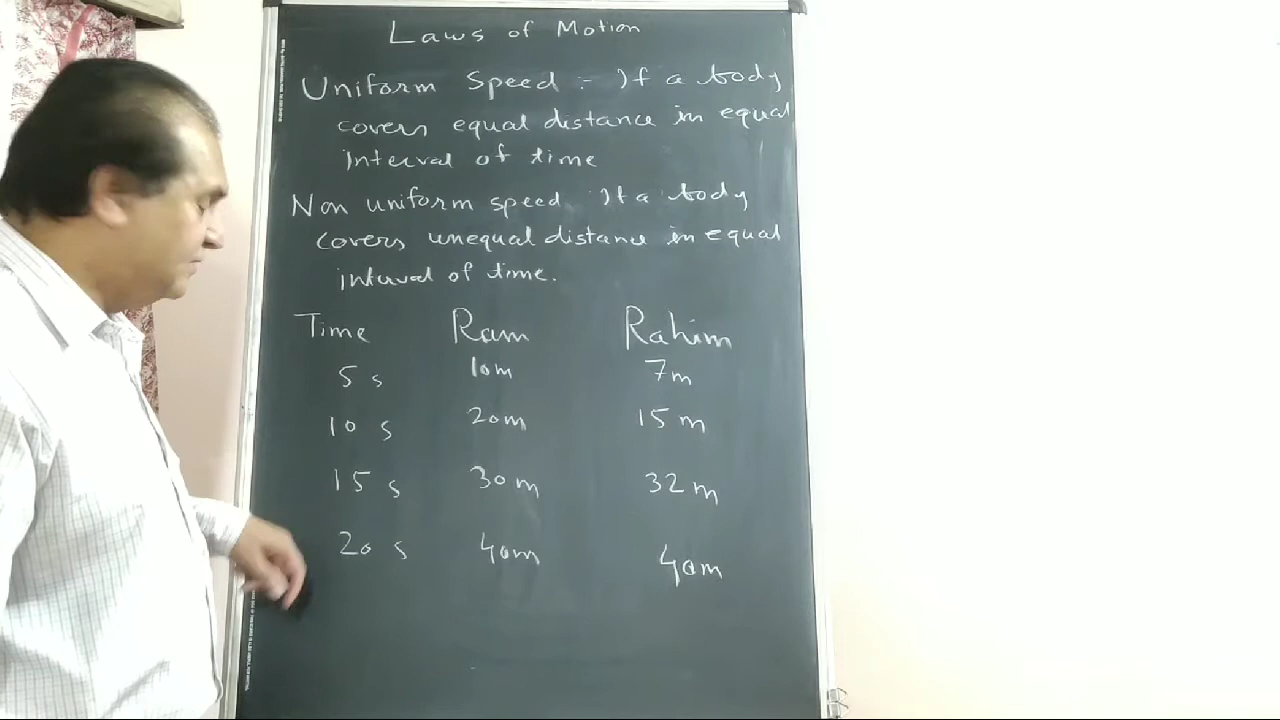 Laws of Motion
Uniform Speed :- If a body
covers equal distance in equal
interval of time
Non uniform speed If a body
covers unequal distance in equal
interval of time.
Time Ram Rahim
5 s 10m 7m
10 s 20m 15 m
15 s 30m 32 m
20 s 40m 40m